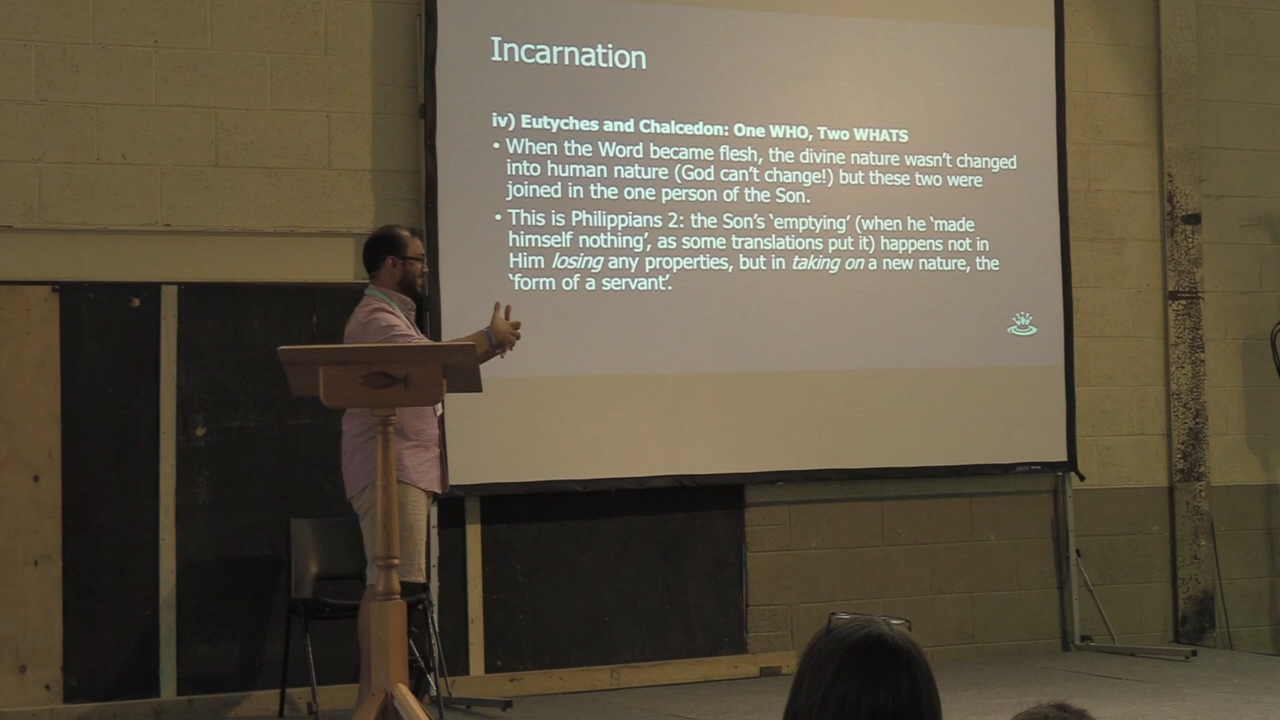 Incarnation
iv) Eutyches and Chalcedon: One WHO, Two WHATS
• When the Word became flesh, the divine nature wasn't changed
into human nature (God can't change!) but these two were
joined in the one person of the Son.
• This is Philippians 2: the Son's 'emptying' (when he 'made
himself nothing', as some translations put it) happens not in
Him losing any properties, but in taking on a new nature, the
'form of a servant'.